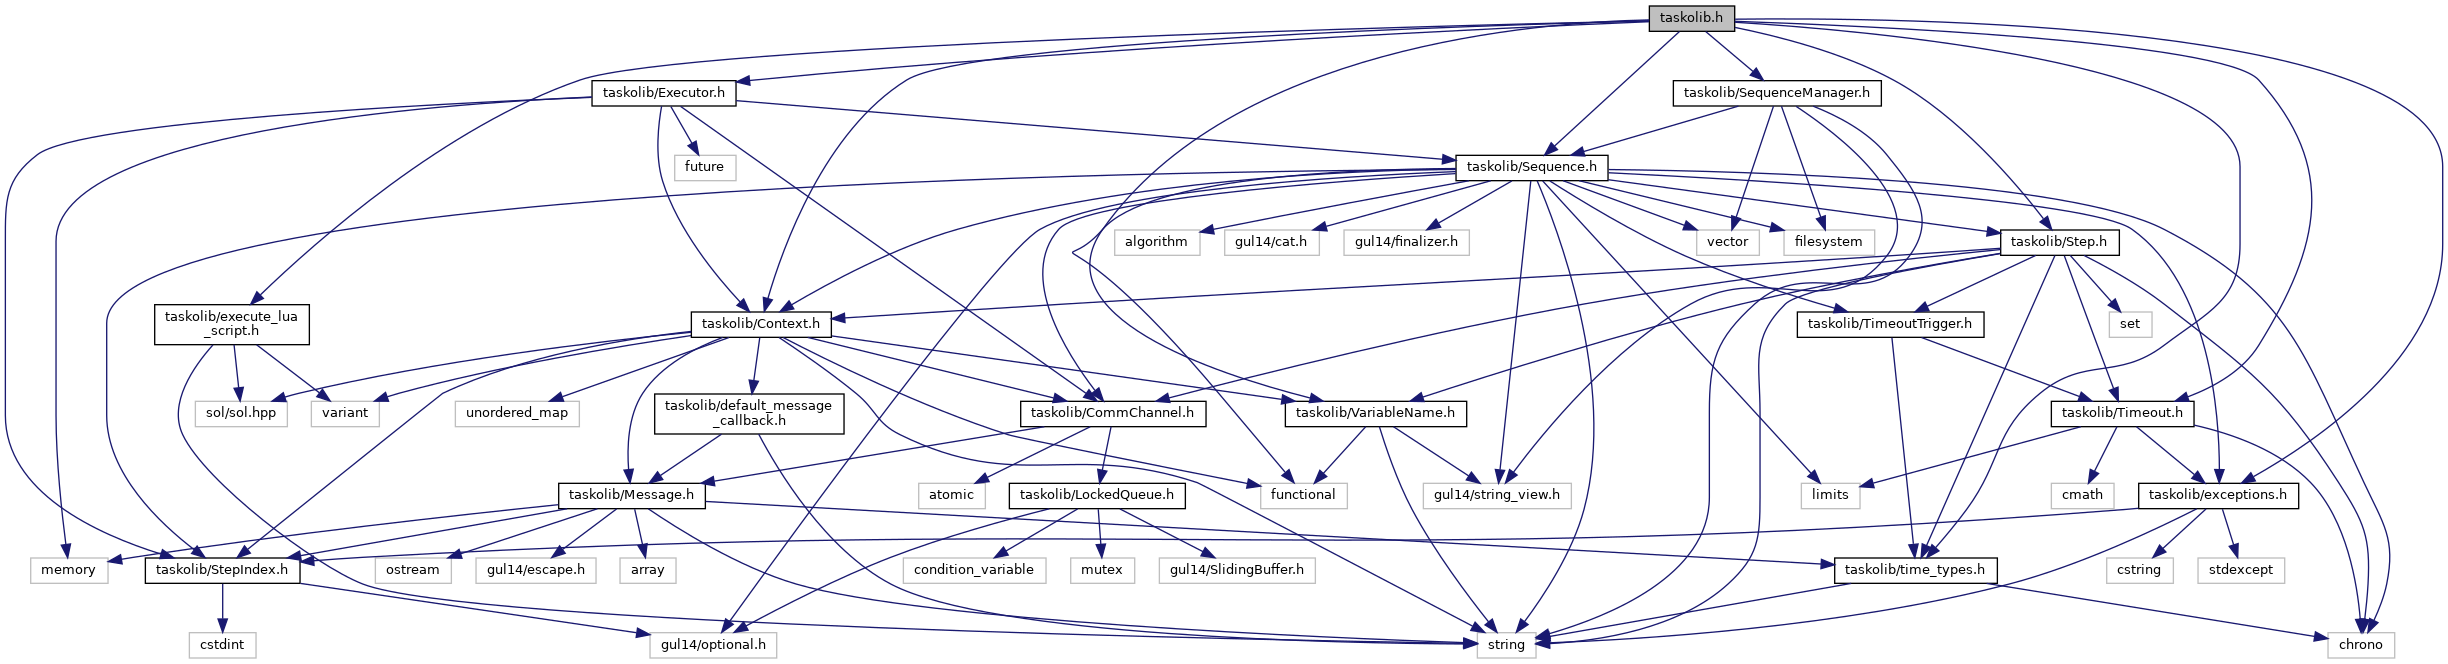 taskolib.h
taskolib/Executor.h
taskolib/SequenceManager.h
future
taskolib/Sequence.h
algorithm
gul14/cat.h
gul14/finalizer.h
vector
filesystem
taskolib/Step.h
taskolib/execute_lua
_script.h
taskolib/Context.h
taskolib/TimeoutTrigger.h
set
sol/sol.hpp
variant
unordered_map
taskolib/default_message
_callback.h
taskolib/CommChannel.h
taskolib/VariableName.h
taskolib/Timeout.h
taskolib/Message.h
atomic
taskolib/LockedQueue.h
functional
gul14/string_view.h
limits
cmath
taskolib/exceptions.h
memory
taskolib/StepIndex.h
ostream
gul14/escape.h
array
condition_variable
mutex
gul14/SlidingBuffer.h
taskolib/time_types.h
cstring
stdexcept
cstdint
gul14/optional.h
string
chrono